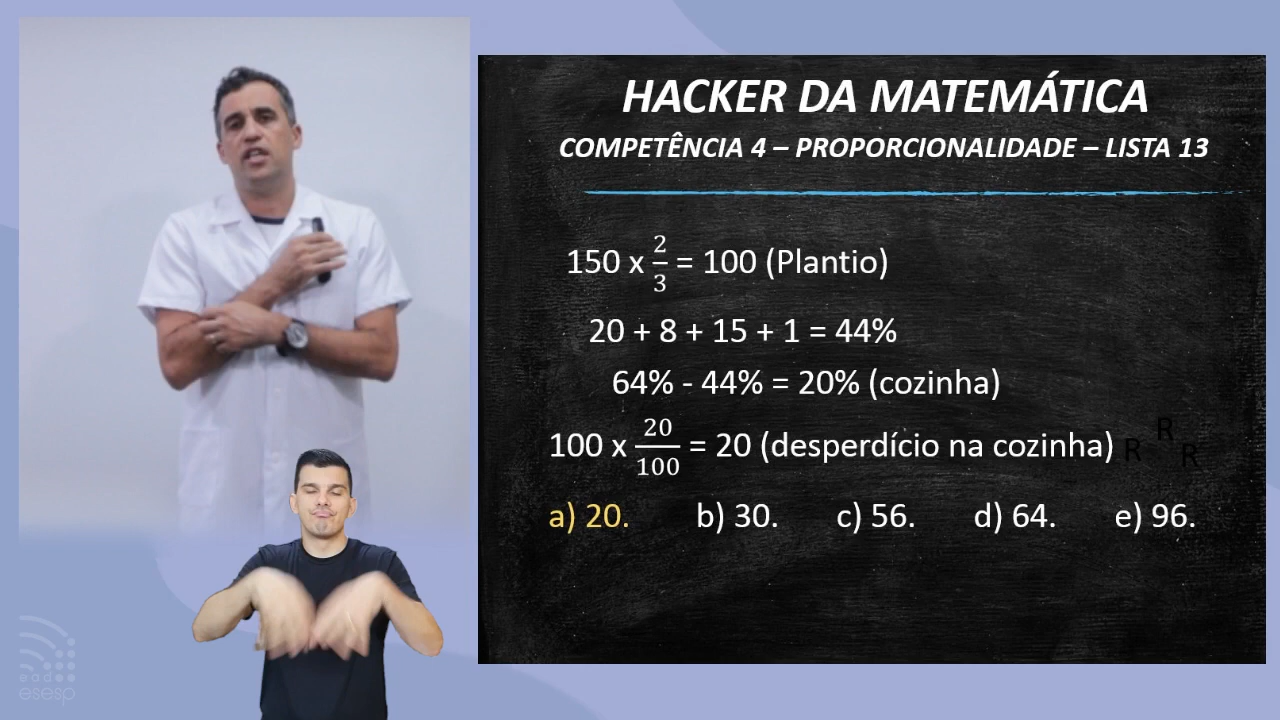 HACKER DA MATEMÁTICA
COMPETÊNCIA 4 – PROPORCIONALIDADE – LISTA 13
150 x 2/3 = 100 (Plantio)
20 + 8 + 15 + 1 = 44%
64% - 44% = 20% (cozinha)
100 x 20/100 = 20 (desperdício na cozinha) R R R
a) 20. b) 30. c) 56. d) 64. e) 96.
ead
esesp